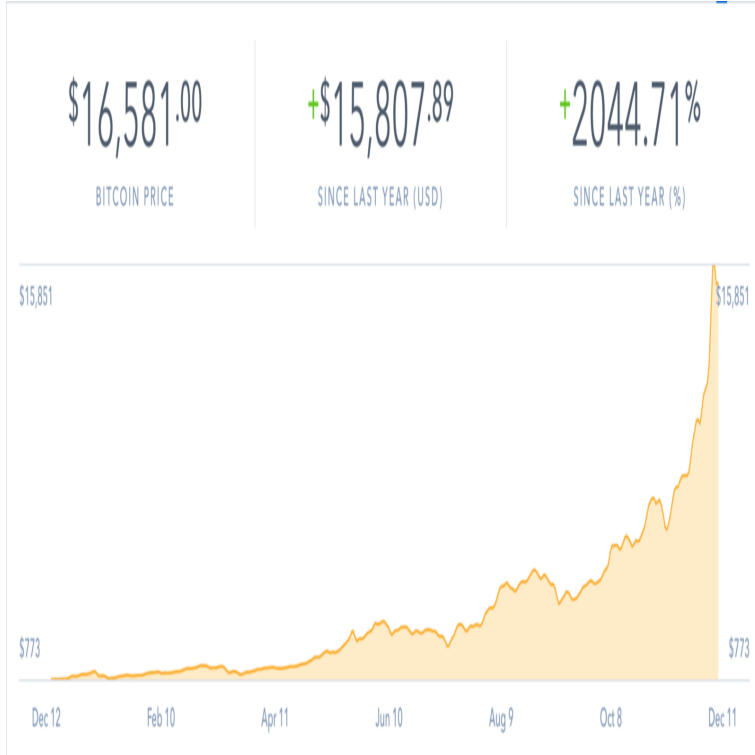 $16,581.00 +$15,807.89 +2044.71%
BITCOIN PRICE SINCE LAST YEAR (USD) SINCE LAST YEAR (%)
$15,851 $15,851
$773 $773
Dec 12 Feb 10 Apr 11 Jun 10 Aug 9 Oct 8 Dec 11